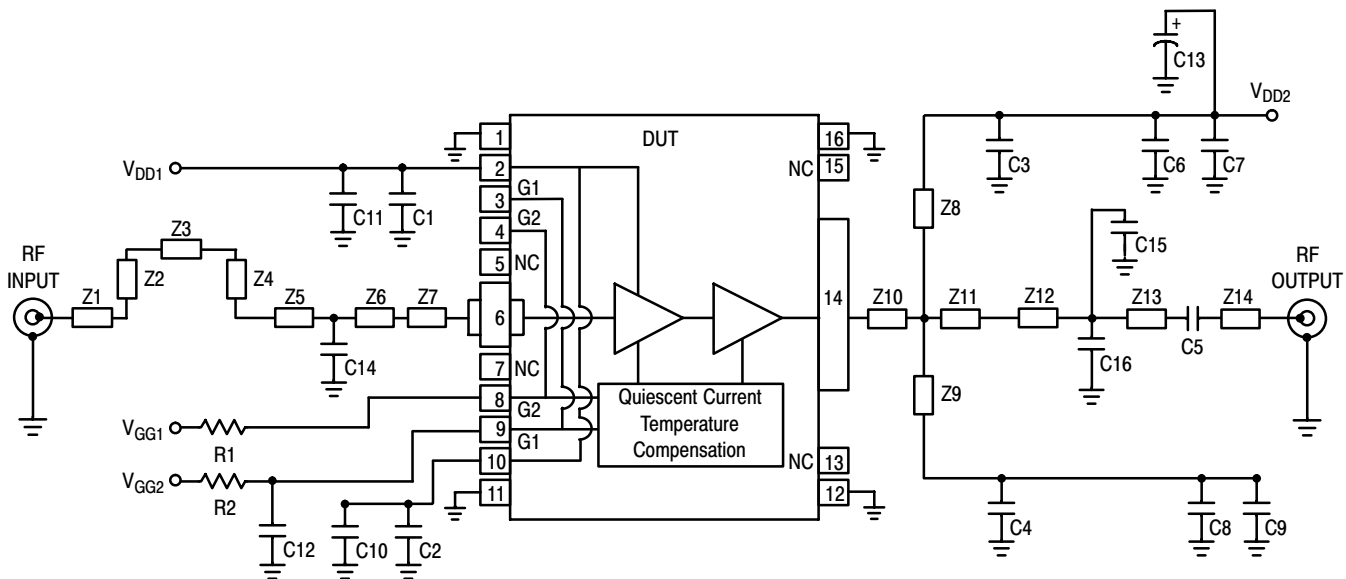 +
C13
V_DD2
DUT
1
16
V_DD1
2
NC
15
C3
C6
C7
C11
C1
3
G1
Z8
Z3
4
G2
C15
RF
INPUT
Z2
Z4
5
NC
RF
OUTPUT
Z1
Z5
Z6
Z7
6
14
Z10
Z11
Z12
Z13
Z14
C5
C14
C16
7
NC
8
G2
Quiescent Current
Temperature
Compensation
Z9
V_GG1
R1
9
G1
V_GG2
R2
10
NC
13
11
12
C12
C10
C2
C4
C8
C9